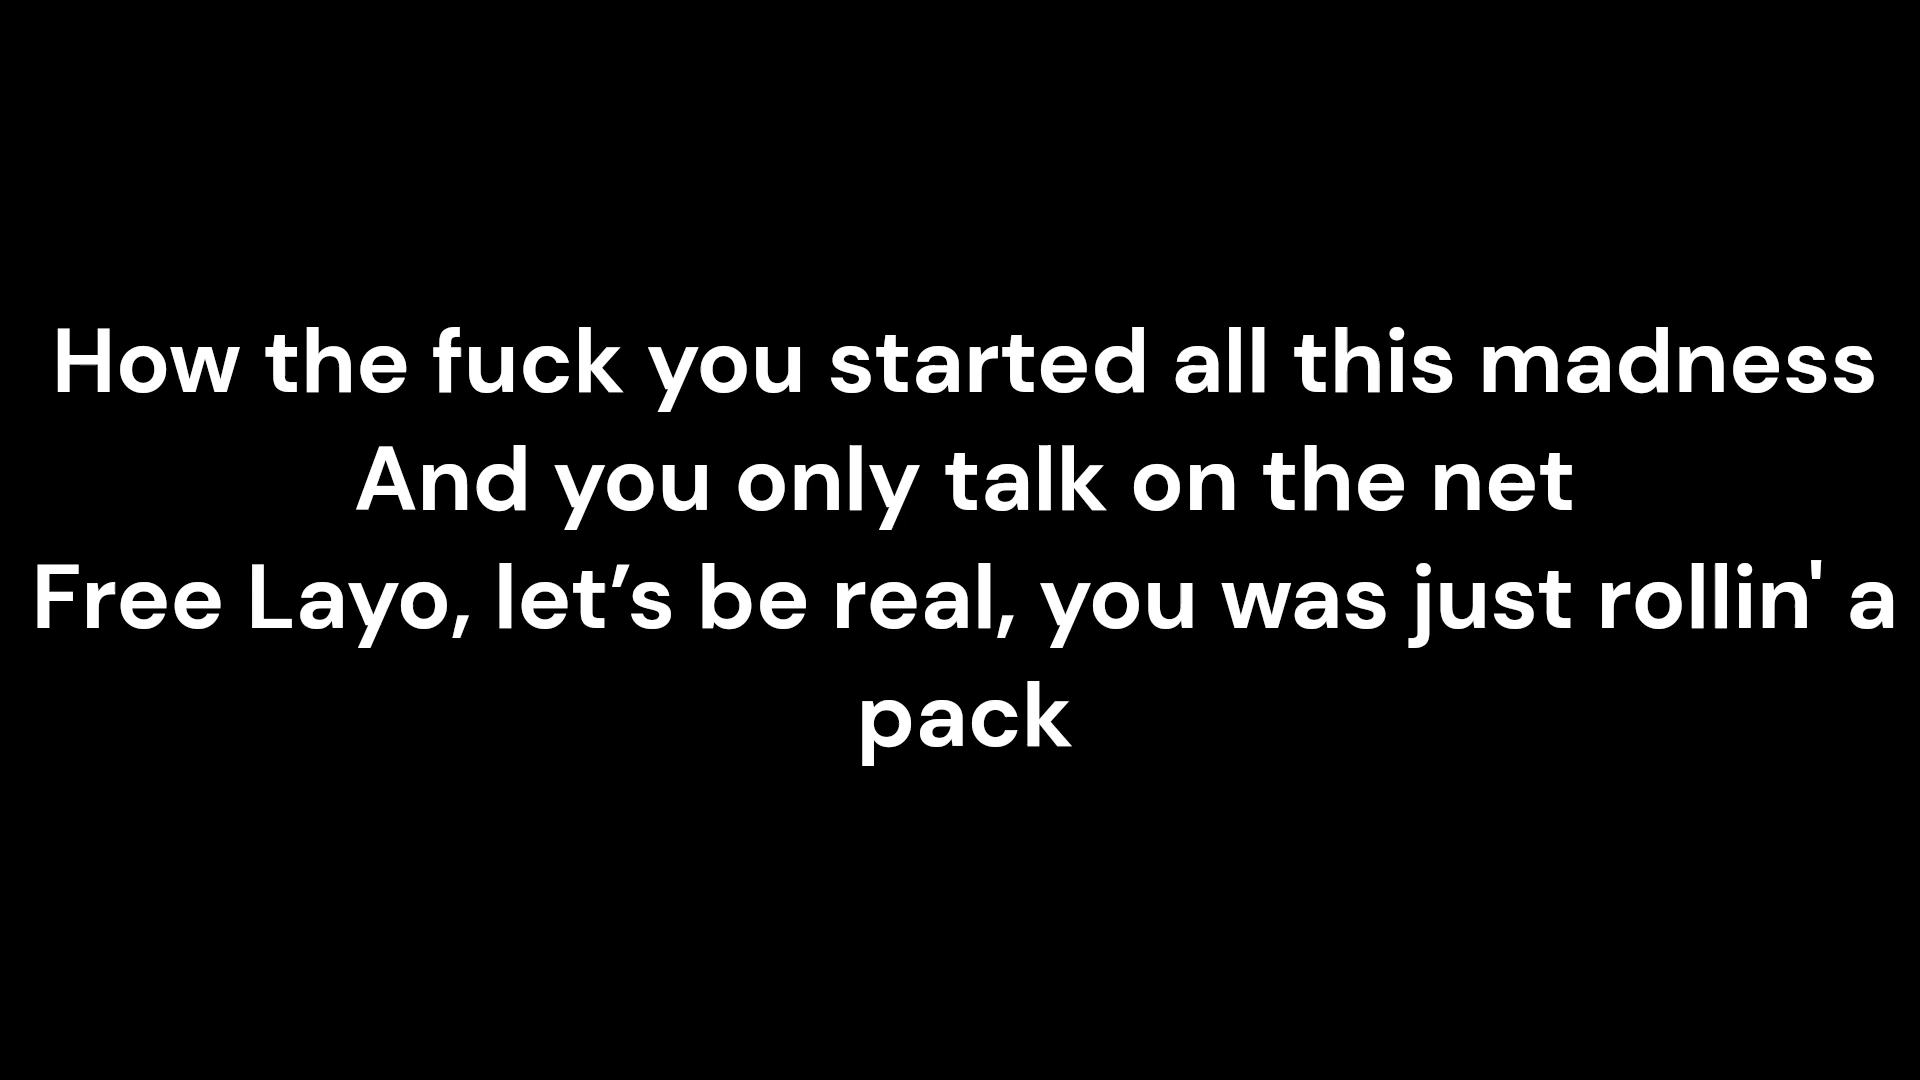 How the fuck you started all this madness
And you only talk on the net
Free Layo, let’s be real, you was just rollin' a
pack